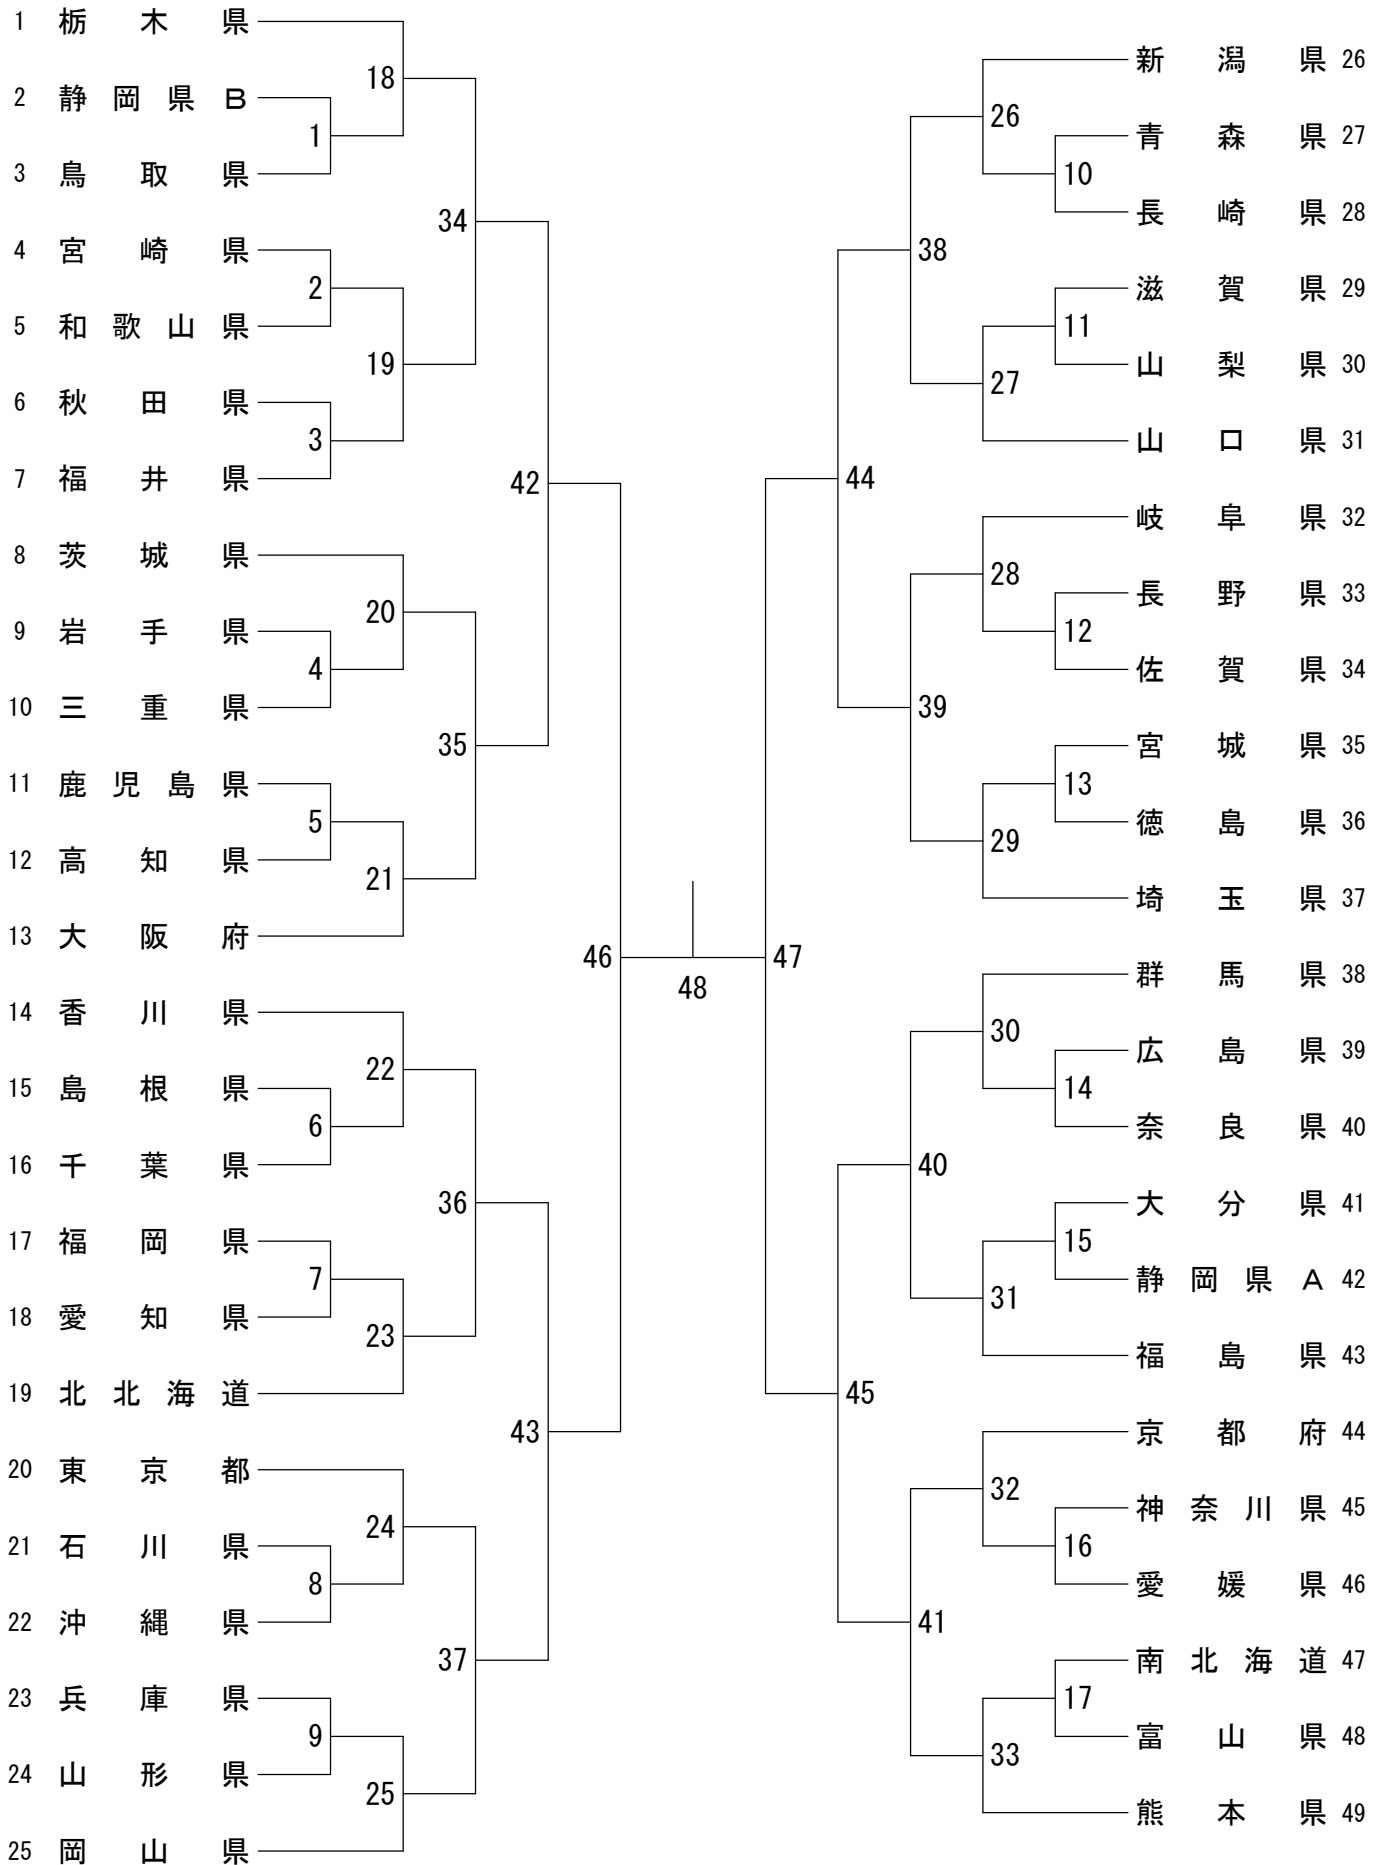 1 栃木県
2 静岡県B
3 鳥取県
4 宮崎県
5 和歌山県
6 秋田県
7 福井県
8 茨城県
9 岩手県
10 三重県
11 鹿児島県
12 高知県
13 大阪府
14 香川県
15 島根県
16 千葉県
17 福岡県
18 愛知県
19 北北海道
20 東京都
21 石川県
22 沖縄県
23 兵庫県
24 山形県
25 岡山県
1
2
3
4
5
6
7
8
9
18
19
20
21
22
23
24
25
34
35
36
37
42
43
46
48
47
44
45
38
39
40
41
26
27
28
29
30
31
32
33
10
11
12
13
14
15
16
17
新潟県 26
青森県 27
長崎県 28
滋賀県 29
山梨県 30
山口県 31
岐阜県 32
長野県 33
佐賀県 34
宮城県 35
徳島県 36
埼玉県 37
群馬県 38
広島県 39
奈良県 40
大分県 41
静岡県A 42
福島県 43
京都府 44
神奈川県 45
愛媛県 46
南北海道 47
富山県 48
熊本県 49